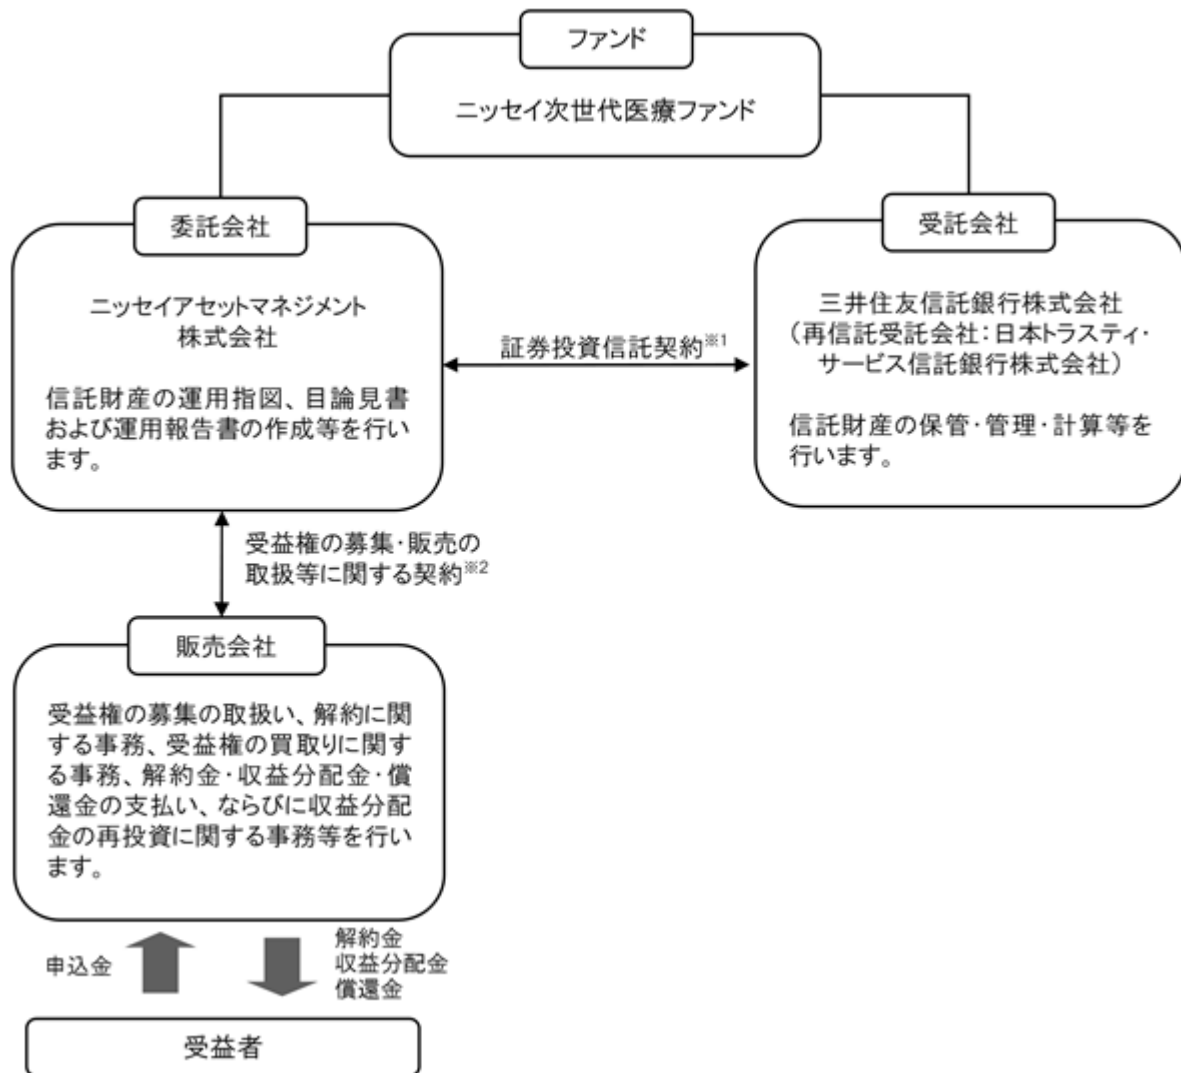 ファンド
ニッセイ次世代医療ファンド
委託会社
ニッセイアセットマネジメント
株式会社
信託財産の運用指図、目論見書
および運用報告書の作成等を行い
ます。
証券投資信託契約※1
受託会社
三井住友信託銀行株式会社
（再信託受託会社：日本トラスティ・
サービス信託銀行株式会社）
信託財産の保管・管理・計算等を
行います。
受益権の募集・販売の
取扱等に関する契約※2
販売会社
受益権の募集の取扱い、解約に関
する事務、受益権の買取りに関す
る事務、解約金・収益分配金・償
還金の支払い、ならびに収益分配
金の再投資に関する事務等を行い
ます。
申込金
解約金
収益分配金
償還金
受益者